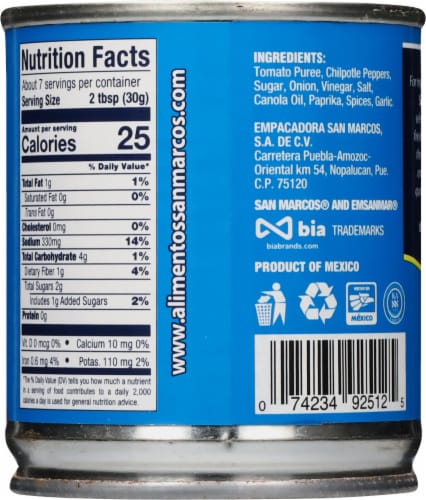 Nutrition Facts
About 7 servings per container
Serving Size 2 tbsp (30g)
Amount per serving
Calories 25
% Daily Value*
Total Fat 1g 1%
Saturated Fat 0g 0%
Trans Fat 0g
Cholesterol 0mg 0%
Sodium 330mg 14%
Total Carbohydrate 4g 1%
Dietary Fiber 1g 4%
Total Sugars 2g
Includes 1g Added Sugars 2%
Protein 0g
Vit. D 0 mcg 0% • Calcium 10 mg 0%
Iron 0.6 mg 4% • Potas. 110 mg 2%
*The % Daily Value (DV) tells you how much a nutrient
in a serving of food contributes to a daily 2,000
calories a day is used for general nutrition advice.
www.alimentossanmarcos.com
INGREDIENTS:
Tomato Puree, Chilpotle Peppers,
Sugar, Onion, Vinegar, Salt,
Canola Oil, Paprika, Spices, Garlic.
EMPACADORA SAN MARCOS,
S.A. DE C.V.
Carretera Puebla-Amozoc-
Oriental km 54, Nopalucan, Pue.
C.P. 75120
SAN MARCOS® AND EMSANMAR®
bia TRADEMARKS
biabrands.com
PRODUCT OF MEXICO
MÉXICO
0 74234 92512 5